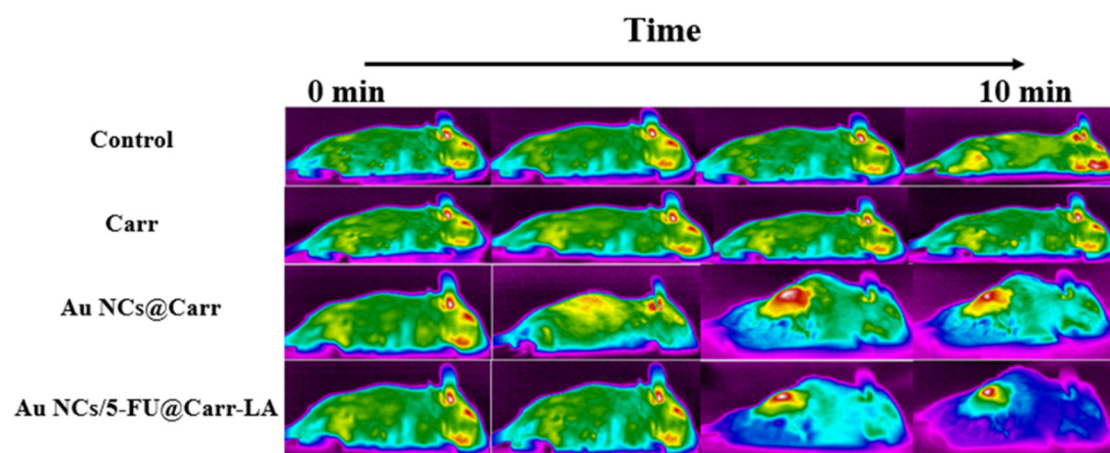 Time
0 min
10 min
Control
Carr
Au NCs@Carr
Au NCs/5-FU@Carr-LA